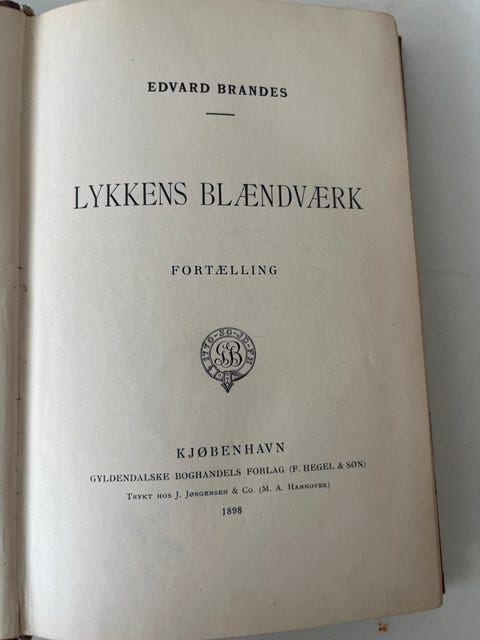 EDVARD BRANDES
LYKKENS BLÆNDVÆRK
FORTÆLLING
KJØBENHAVN
GYLDENDALSKE BOGHANDELS FORLAG (F. HEGEL & SØN)
TRYKT HOS J. JØRGENSEN & CO. (M. A. HANNOVER)
1898